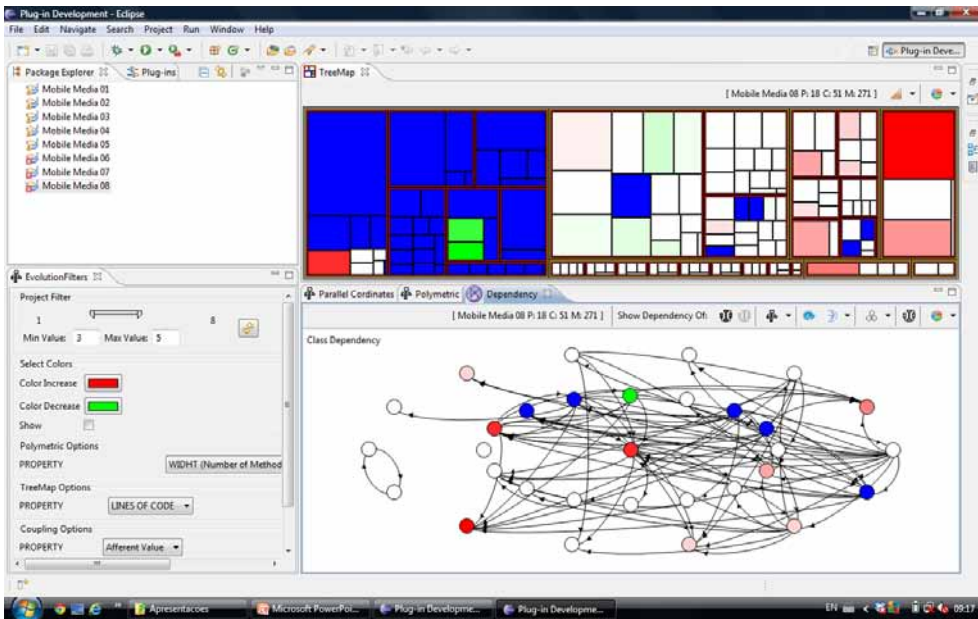 Plug-in Development - Eclipse
File Edit Navigate Search Project Run Window Help
Plug-in Deve...
Package Explorer Plug-ins
Mobile Media 01
Mobile Media 02
Mobile Media 03
Mobile Media 04
Mobile Media 05
Mobile Media 06
Mobile Media 07
Mobile Media 08
TreeMap
[ Mobile Media 08 P: 18 C: 51 M: 271 ]
EvolutionFilters
Project Filter
1 8
Min Value: 3 Max Value: 5
Select Colors
Color Increase
Color Decrease
Show
Polymetric Options
PROPERTY WIDHT (Number of Method
TreeMap Options
PROPERTY LINES OF CODE
Coupling Options
PROPERTY Afferent Value
Parallel Cordinates Polymetric Dependency
[ Mobile Media 08 P: 18 C: 51 M: 271 ] Show Dependency Of:
Class Dependency
Apresentacoes Microsoft PowerPoi... Plug-in Developme... Plug-in Developme... EN 09:17